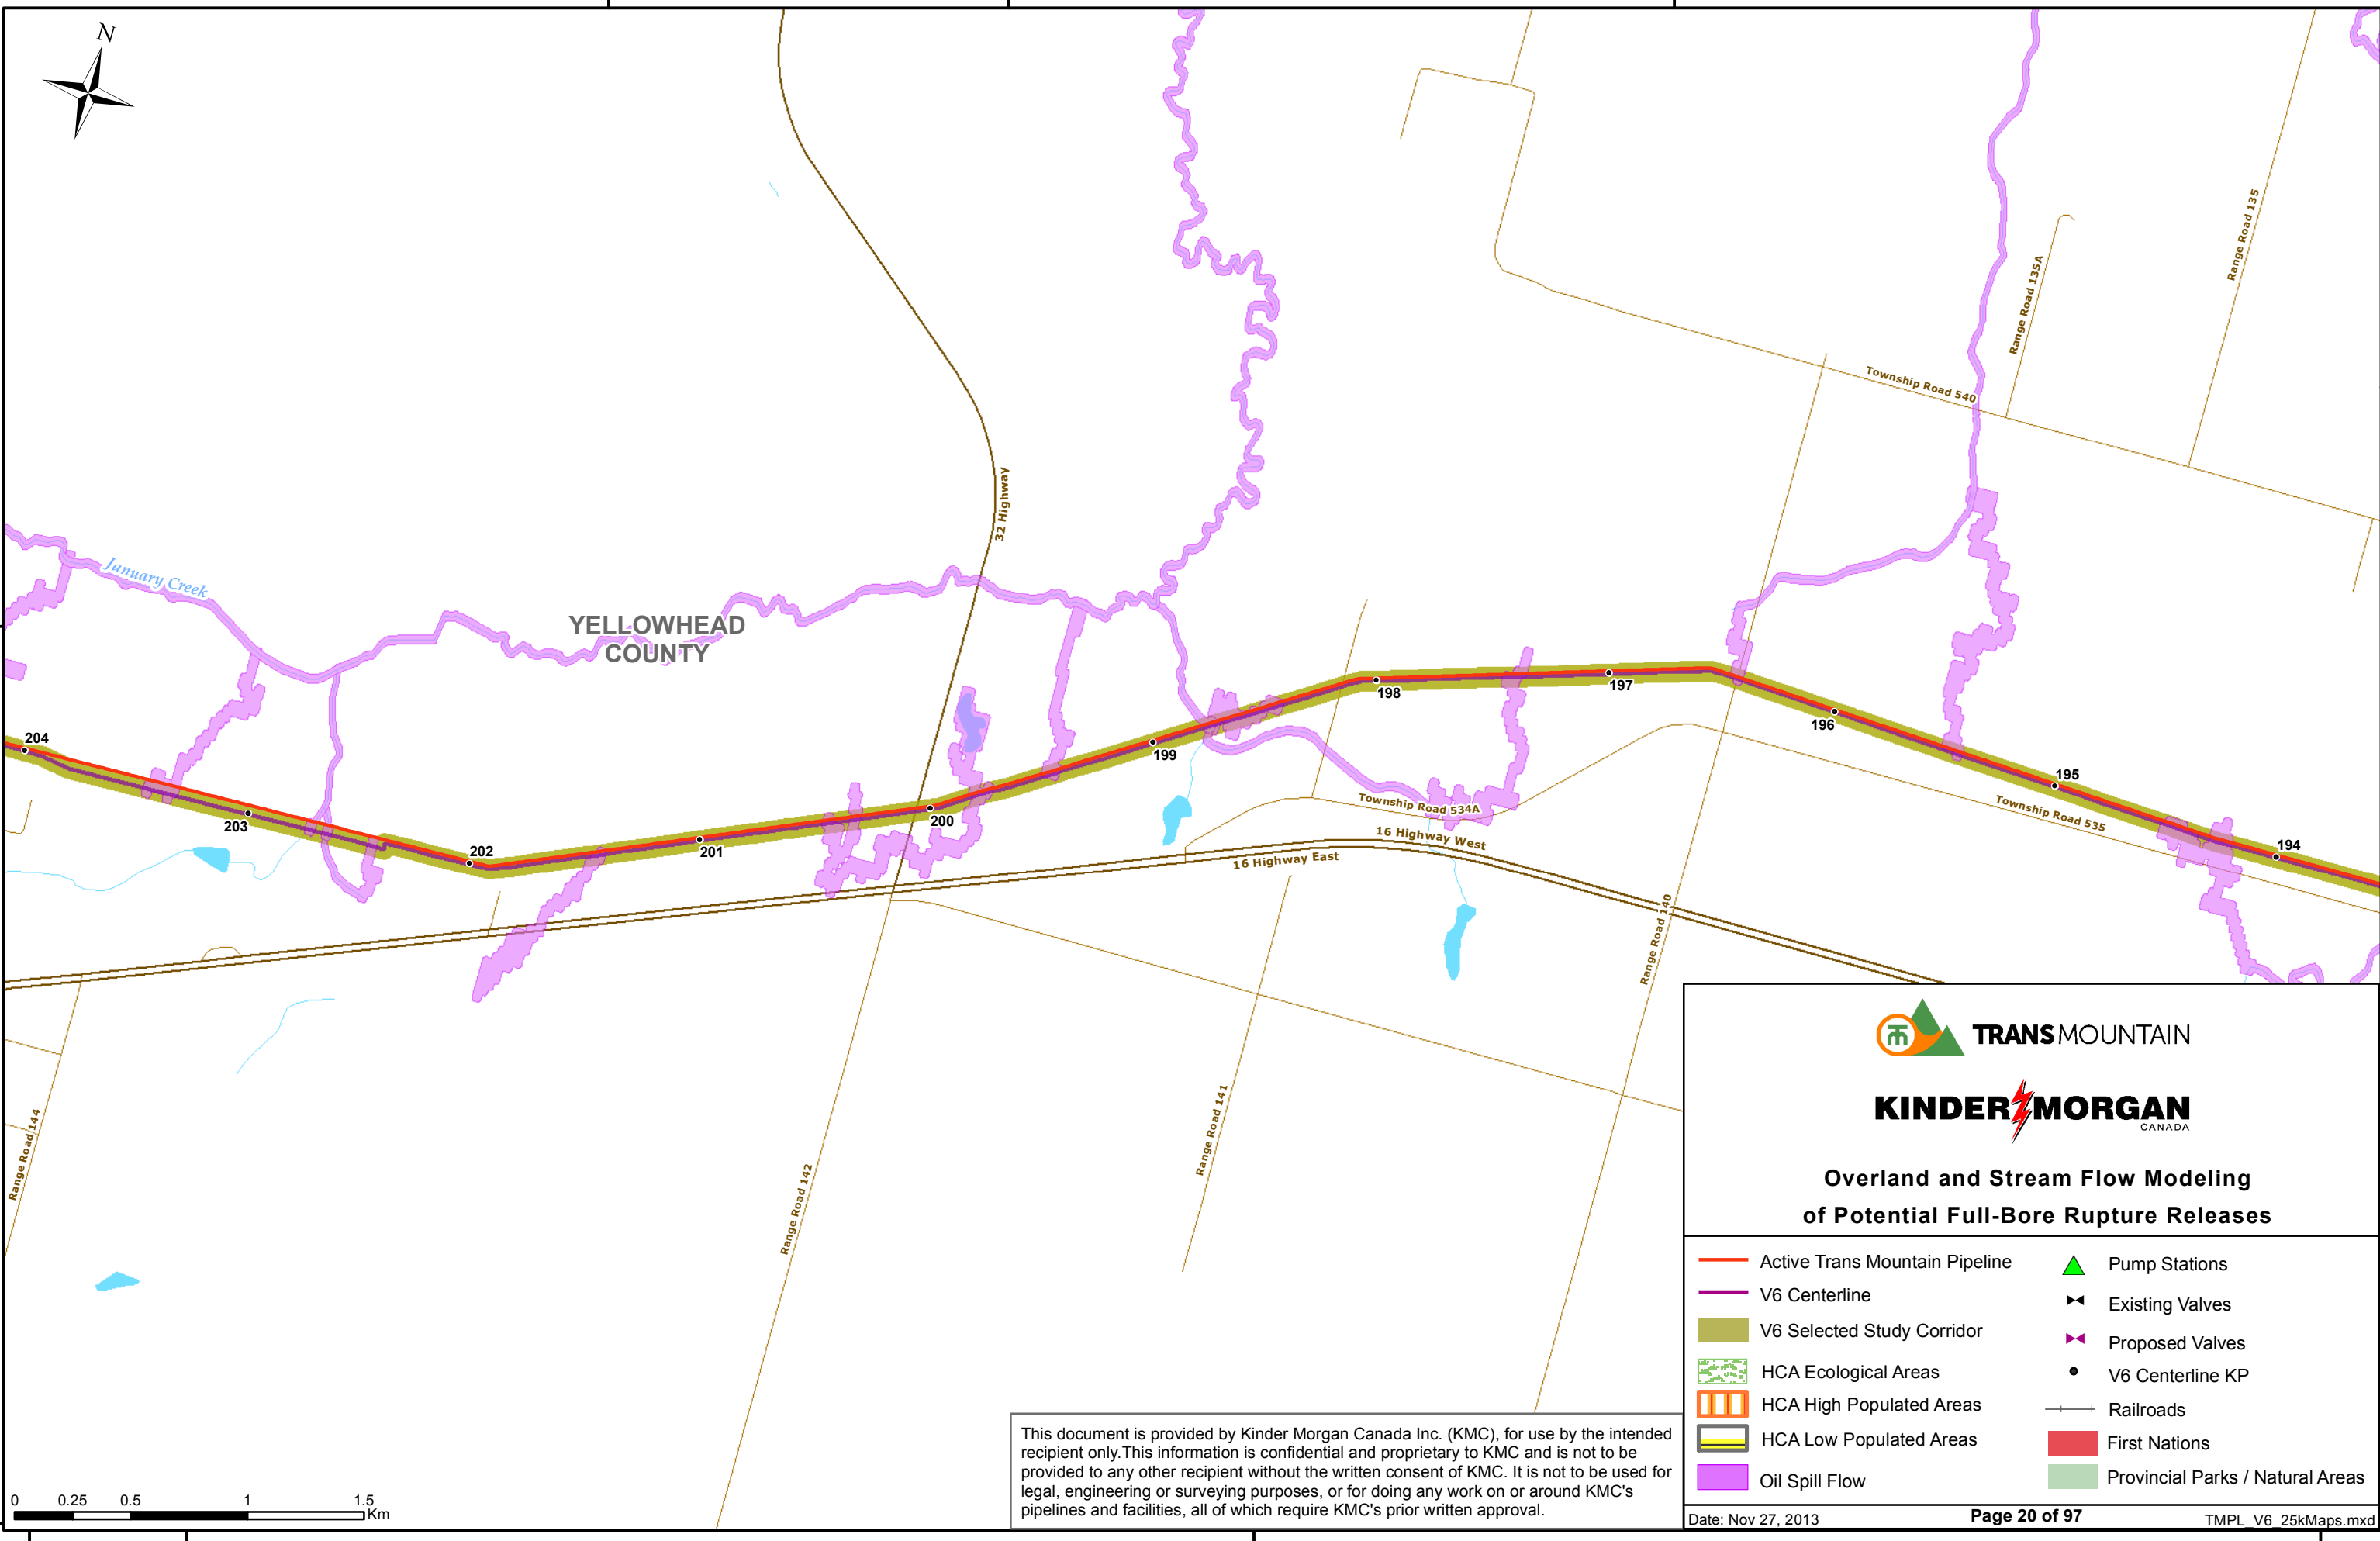 N
32 Highway
Range Road 135
Range Road 135A
Township Road 540
January Creek
YELLOWHEAD
COUNTY
204
203
202
201
200
199
198
197
196
195
194
Township Road 534A
16 Highway West
16 Highway East
Township Road 535
Range Road 140
Range Road 144
Range Road 142
Range Road 141
0 0.25 0.5 1 1.5
Km
This document is provided by Kinder Morgan Canada Inc. (KMC), for use by the intended
recipient only.This information is confidential and proprietary to KMC and is not to be
provided to any other recipient without the written consent of KMC. It is not to be used for
legal, engineering or surveying purposes, or for doing any work on or around KMC's
pipelines and facilities, all of which require KMC's prior written approval.
TRANSMOUNTAIN
KINDER MORGAN
CANADA
Overland and Stream Flow Modeling
of Potential Full-Bore Rupture Releases
Active Trans Mountain Pipeline
V6 Centerline
V6 Selected Study Corridor
HCA Ecological Areas
HCA High Populated Areas
HCA Low Populated Areas
Oil Spill Flow
Pump Stations
Existing Valves
Proposed Valves
V6 Centerline KP
Railroads
First Nations
Provincial Parks / Natural Areas
Date: Nov 27, 2013
Page 20 of 97
TMPL_V6_25kMaps.mxd